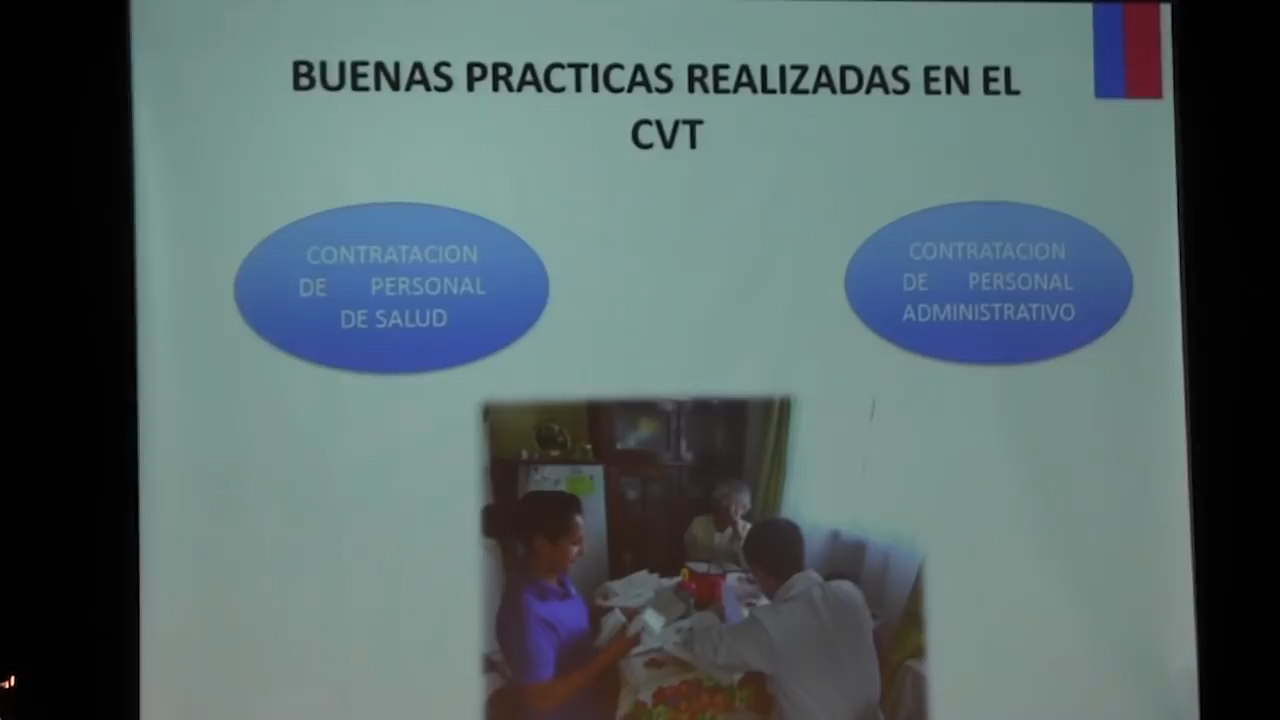 BUENAS PRACTICAS REALIZADAS EN EL
CVT
CONTRATACION
DE PERSONAL
DE SALUD
CONTRATACION
DE PERSONAL
ADMINISTRATIVO